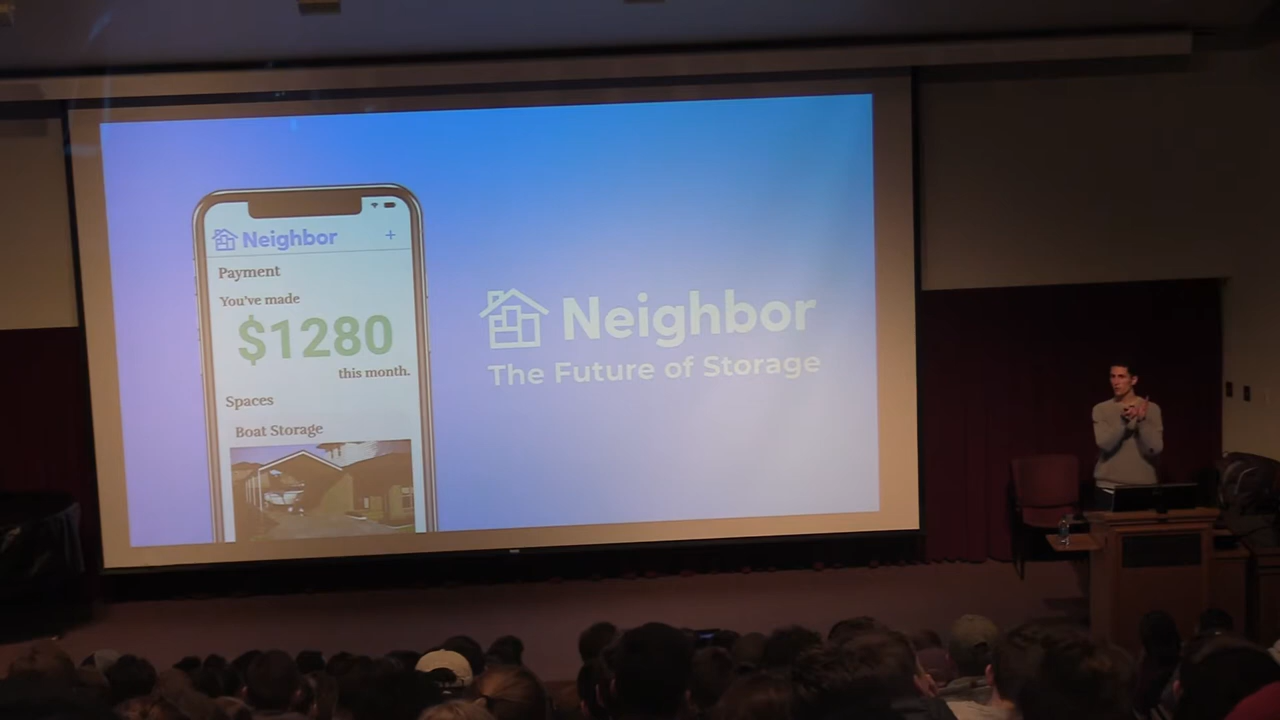 Neighbor +
Payment
You've made
$1280
this month.
Spaces
Boat Storage
Neighbor
The Future of Storage